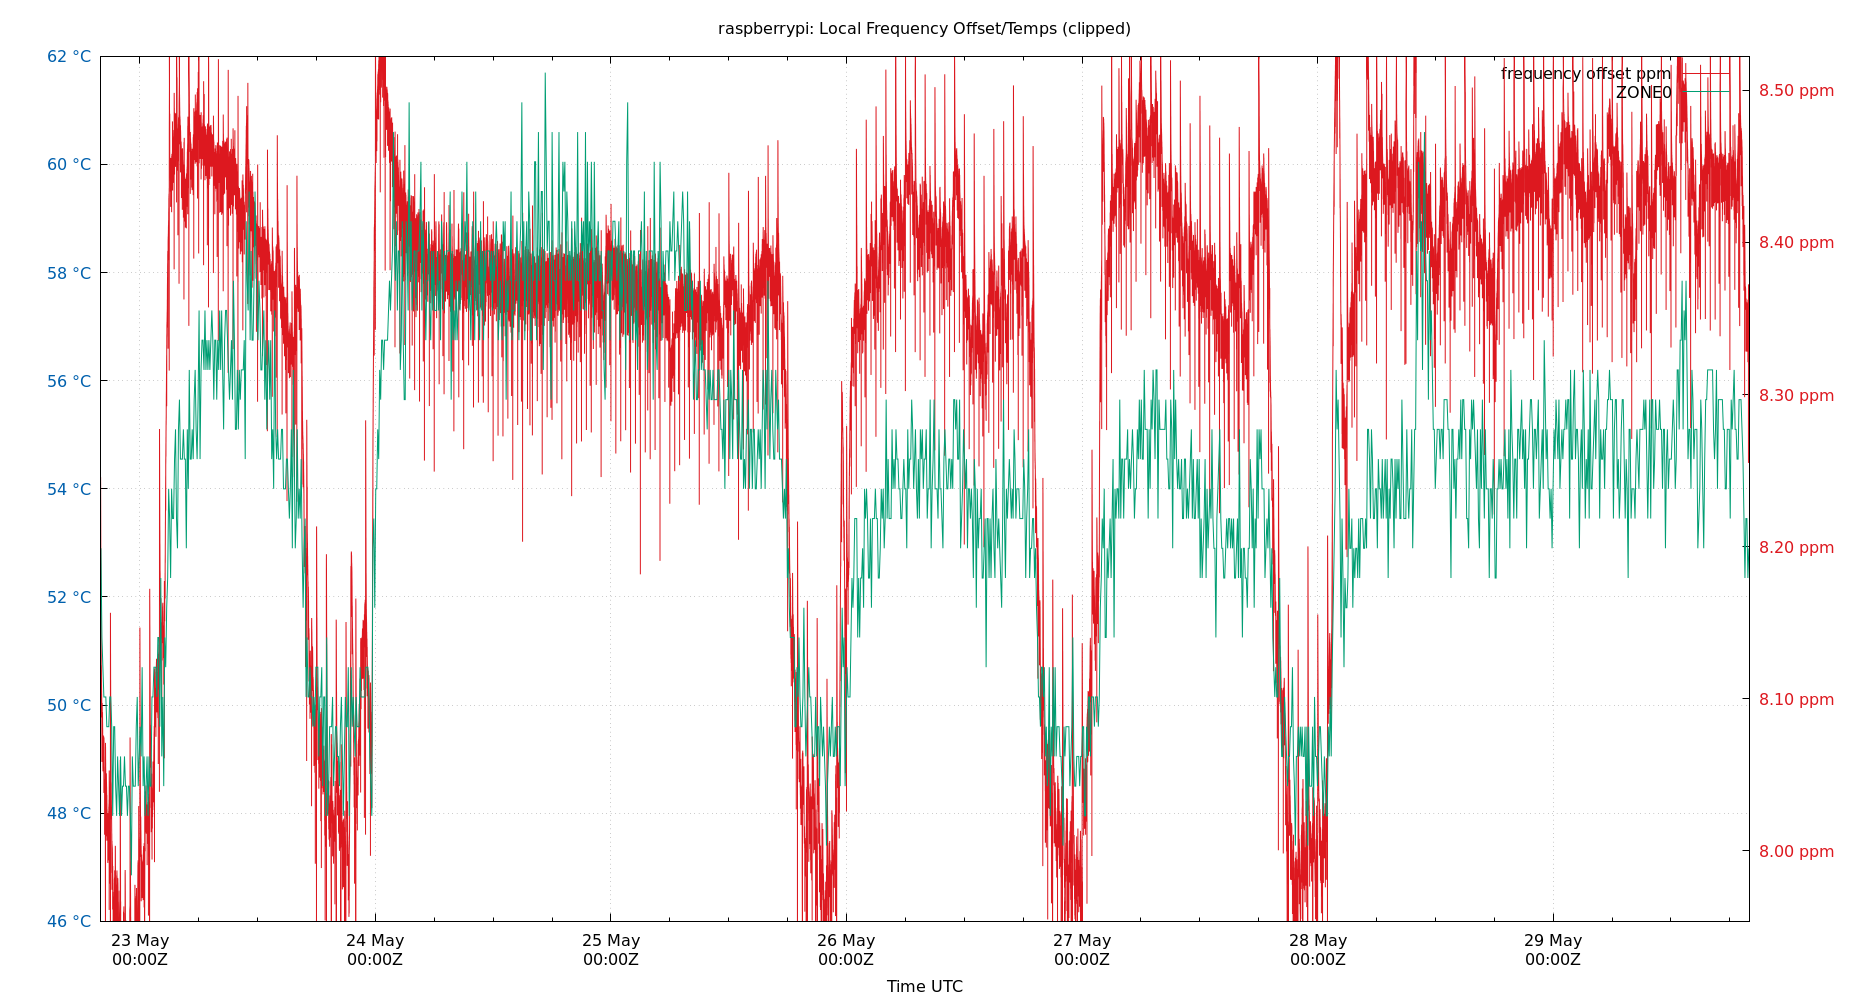 raspberrypi: Local Frequency Offset/Temps (clipped)
62 °C
60 °C
58 °C
56 °C
54 °C
52 °C
50 °C
48 °C
46 °C
frequency offset ppm
ZONE0
8.50 ppm
8.40 ppm
8.30 ppm
8.20 ppm
8.10 ppm
8.00 ppm
23 May 24 May 25 May 26 May 27 May 28 May 29 May
00:00Z 00:00Z 00:00Z 00:00Z 00:00Z 00:00Z 00:00Z
Time UTC